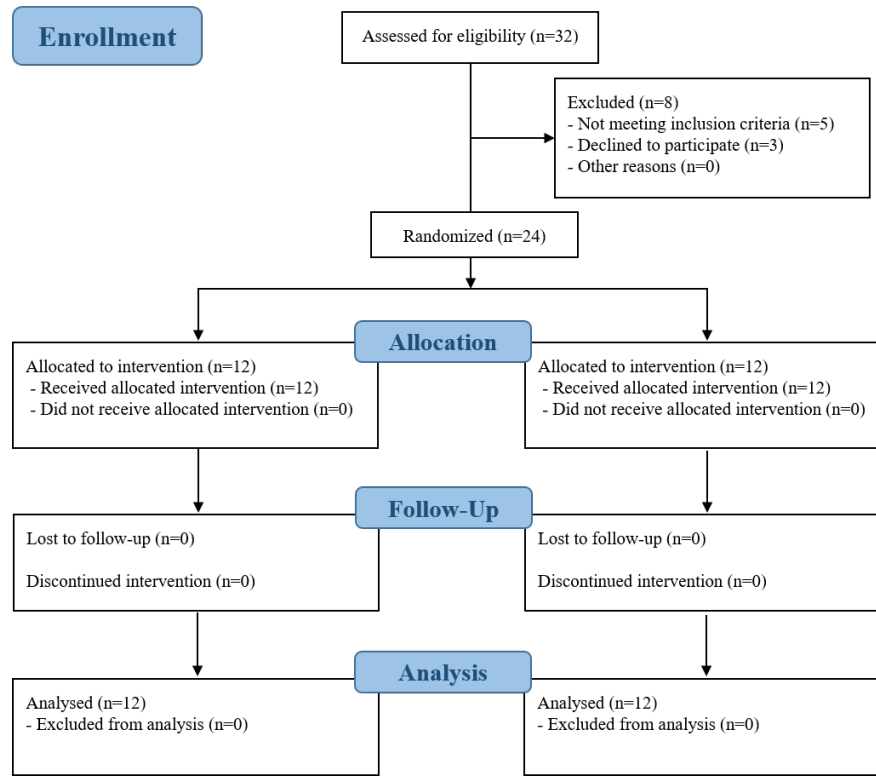 Enrollment
Assessed for eligibility (n=32)
Excluded (n=8)
- Not meeting inclusion criteria (n=5)
- Declined to participate (n=3)
- Other reasons (n=0)
Randomized (n=24)
Allocation
Allocated to intervention (n=12)
- Received allocated intervention (n=12)
- Did not receive allocated intervention (n=0)
Allocated to intervention (n=12)
- Received allocated intervention (n=12)
- Did not receive allocated intervention (n=0)
Follow-Up
Lost to follow-up (n=0)
Discontinued intervention (n=0)
Lost to follow-up (n=0)
Discontinued intervention (n=0)
Analysis
Analysed (n=12)
- Excluded from analysis (n=0)
Analysed (n=12)
- Excluded from analysis (n=0)